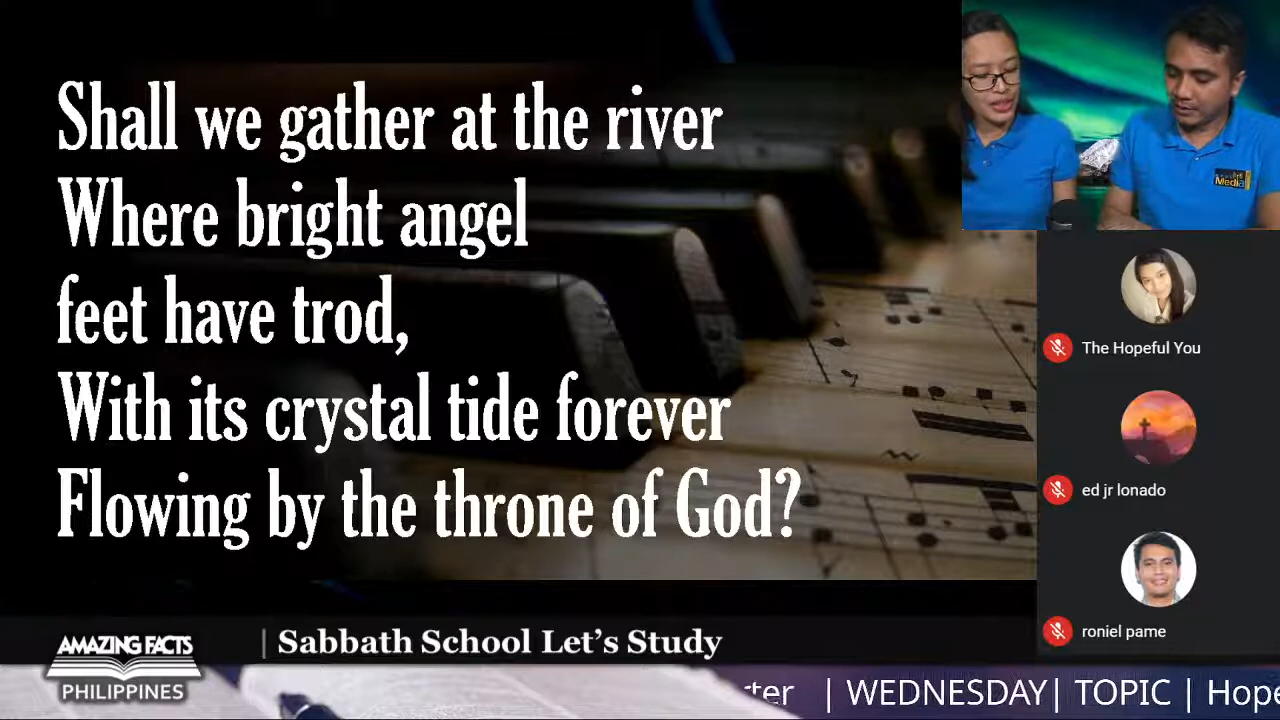 Shall we gather at the river
Where bright angel
feet have trod,
With its crystal tide forever
Flowing by the throne of God?
Media
The Hopeful You
ed jr lonado
roniel pame
AMAZING FACTS
PHILIPPINES
| Sabbath School Let's Study
| WEDNESDAY| TOPIC |